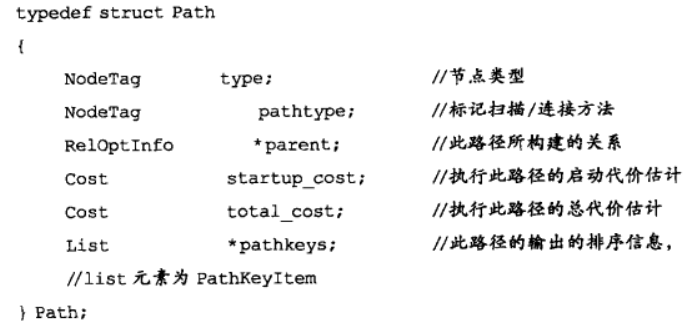 typedef struct Path
{
NodeTag type; //节点类型
NodeTag pathtype; //标记扫描/连接方法
RelOptInfo *parent; //此路径所构建的关系
Cost startup_cost; //执行此路径的启动代价估计
Cost total_cost; //执行此路径的总代价估计
List *pathkeys; //此路径的输出的排序信息,
//list 元素为 PathKeyItem
} Path;